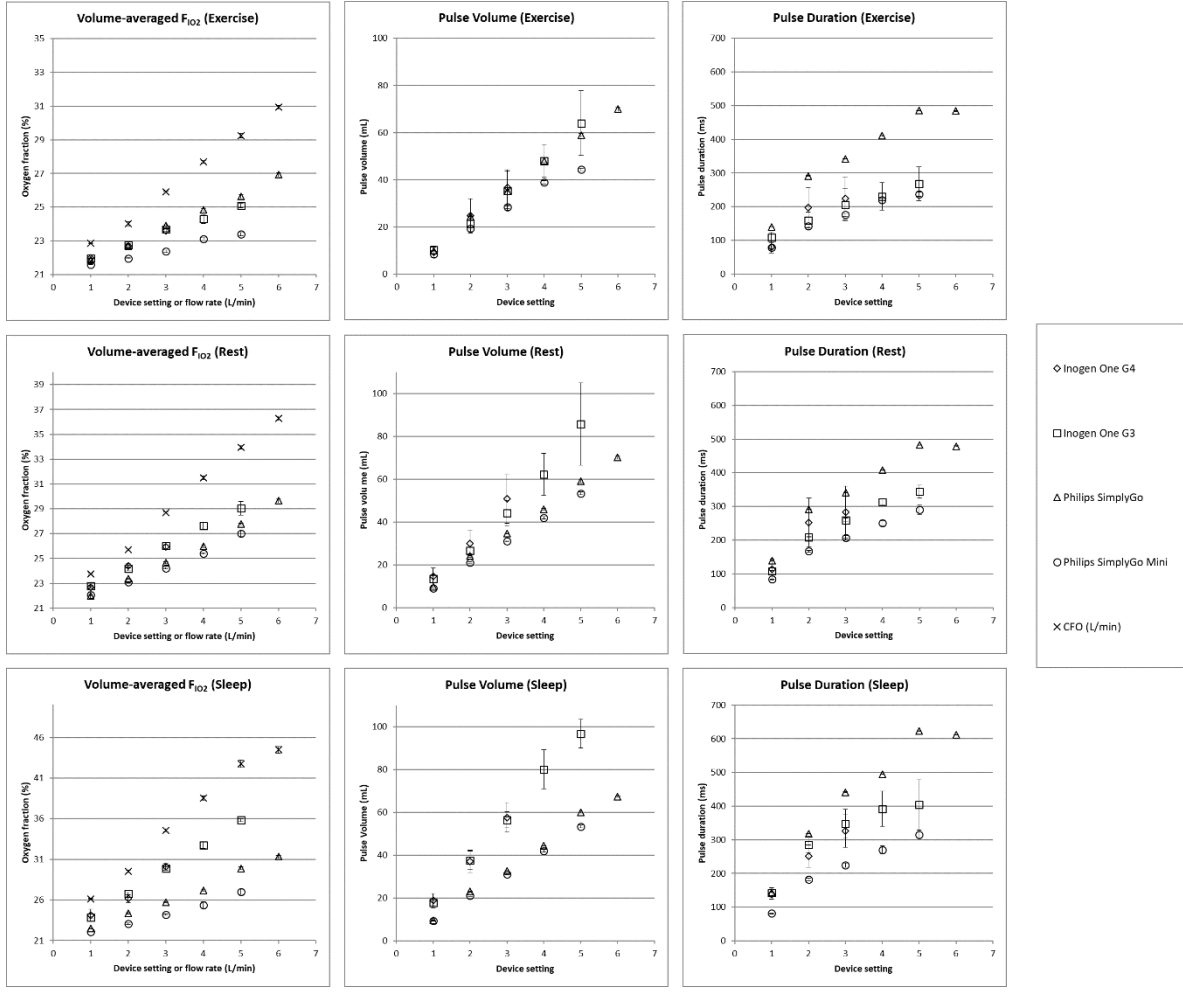 Volume-averaged FIO2 (Exercise)
35
33
31
29
27
25
23
21
Oxygen fraction (%)
0 1 2 3 4 5 6 7
Device setting or flow rate (L/min)
Pulse Volume (Exercise)
100
80
60
40
20
0
Pulse volume (mL)
0 1 2 3 4 5 6 7
Device setting
Pulse Duration (Exercise)
700
600
500
400
300
200
100
0
Pulse duration (ms)
0 1 2 3 4 5 6 7
Device setting
Volume-averaged FIO2 (Rest)
39
37
35
33
31
29
27
25
23
21
Oxygen fraction (%)
0 1 2 3 4 5 6 7
Device setting or flow rate (L/min)
Pulse Volume (Rest)
100
80
60
40
20
0
Pulse volu me (mL)
0 1 2 3 4 5 6 7
Device setting
Pulse Duration (Rest)
700
600
500
400
300
200
100
0
Pulse duration (ms)
0 1 2 3 4 5 6 7
Device setting
Inogen One G4
Inogen One G3
Philips SimplyGo
Philips SimplyGo Mini
CFO (L/min)
Volume-averaged FIO2 (Sleep)
46
41
36
31
26
21
Oxygen fraction (%)
0 1 2 3 4 5 6 7
Device setting or flow rate (L/min)
Pulse Volume (Sleep)
100
80
60
40
20
0
Pulse Volume (mL)
0 1 2 3 4 5 6 7
Device setting
Pulse Duration (Sleep)
700
600
500
400
300
200
100
0
Pulse duration (ms)
0 1 2 3 4 5 6 7
Device setting